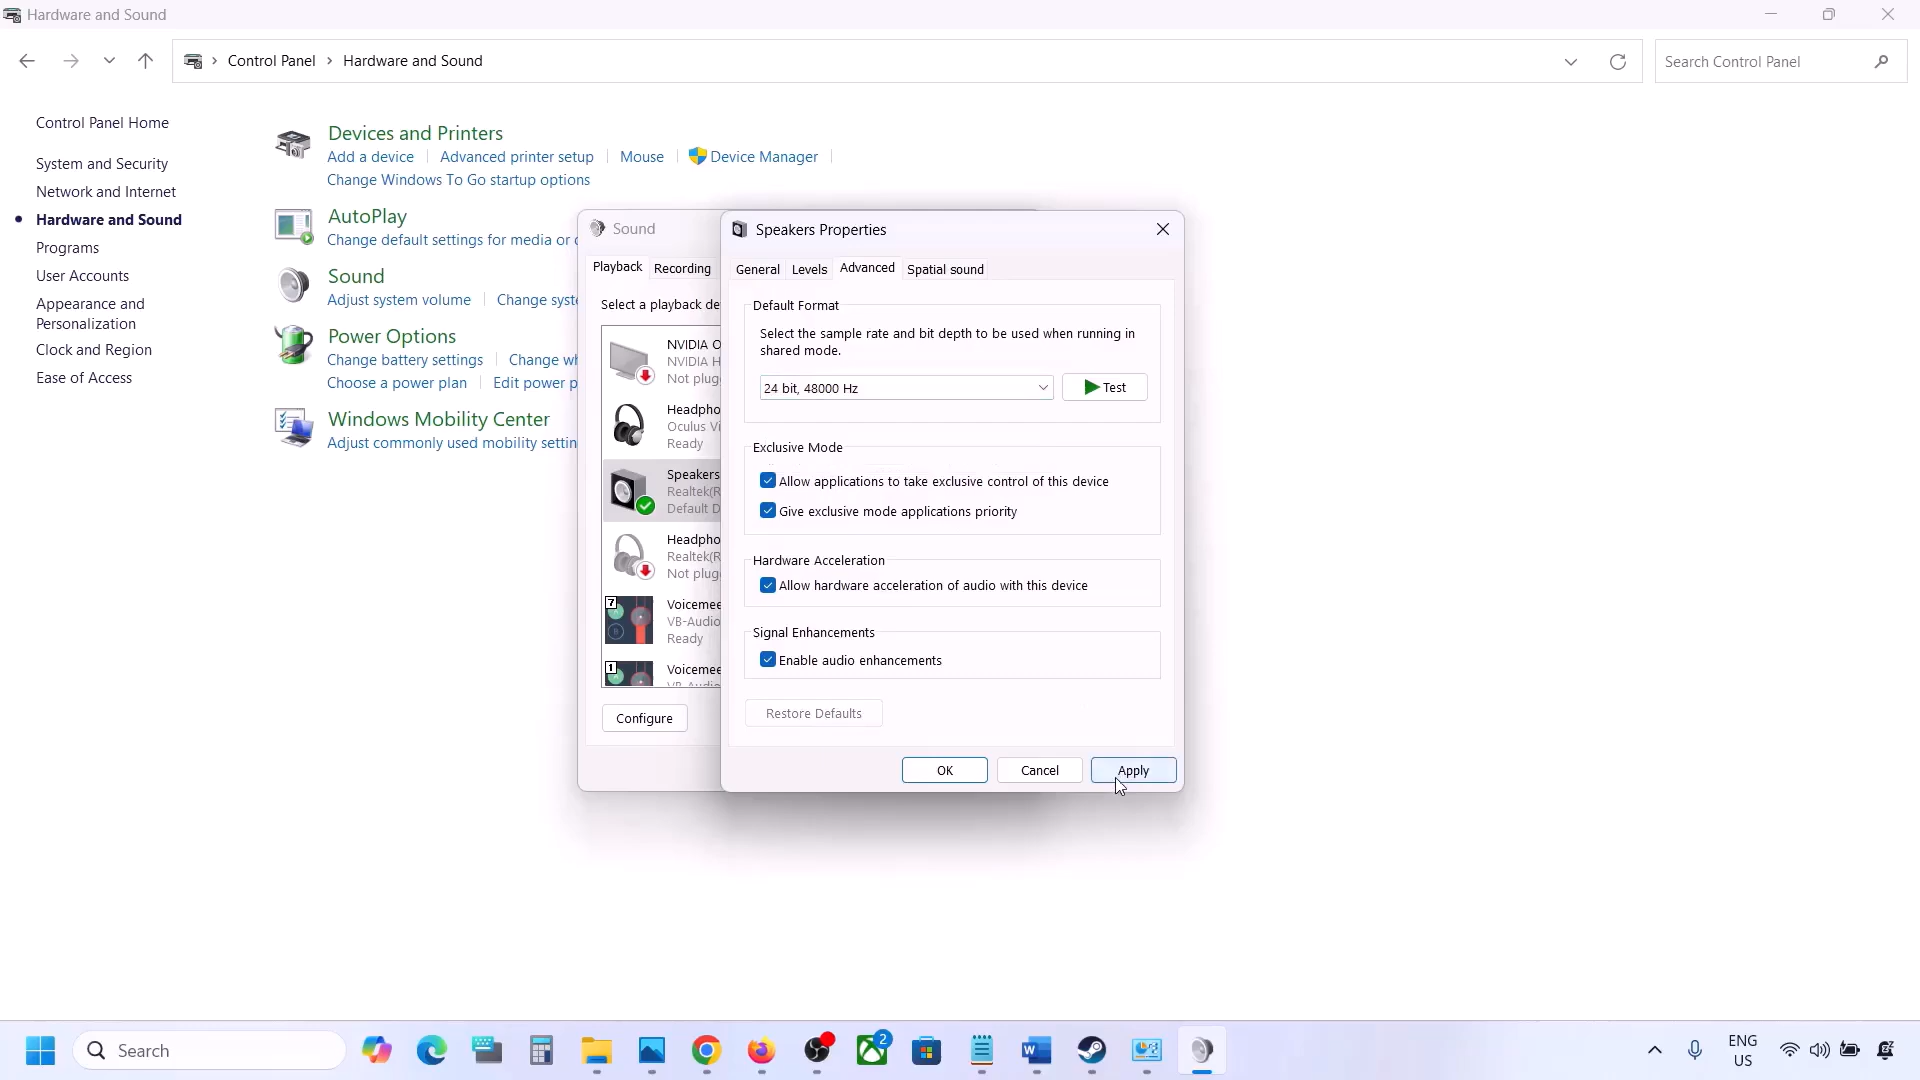 Hardware and Sound
Control Panel > Hardware and Sound
Search Control Panel
Control Panel Home
System and Security
Network and Internet
Hardware and Sound
Programs
User Accounts
Appearance and
Personalization
Clock and Region
Ease of Access
Devices and Printers
Add a device
Advanced printer setup
Mouse
Device Manager
Change Windows To Go startup options
AutoPlay
Change default settings for media or
Sound
Adjust system volume
Change syst
Power Options
Change battery settings
Change wh
Choose a power plan
Edit power p
Windows Mobility Center
Adjust commonly used mobility settin
Sound
Playback
Recording
Select a playback de
NVIDIA O
NVIDIA H
Not plug
Headpho
Oculus Vi
Ready
Speakers
Realtek(R
Default D
Headpho
Realtek(R
Not plug
7
Voicemee
VB-Audio
Ready
1
Voicemee
Configure
Speakers Properties
General
Levels
Advanced
Spatial sound
Default Format
Select the sample rate and bit depth to be used when running in
shared mode.
24 bit, 48000 Hz
Test
Exclusive Mode
Allow applications to take exclusive control of this device
Give exclusive mode applications priority
Hardware Acceleration
Allow hardware acceleration of audio with this device
Signal Enhancements
Enable audio enhancements
Restore Defaults
OK
Cancel
Apply
Search
2
ENG
US